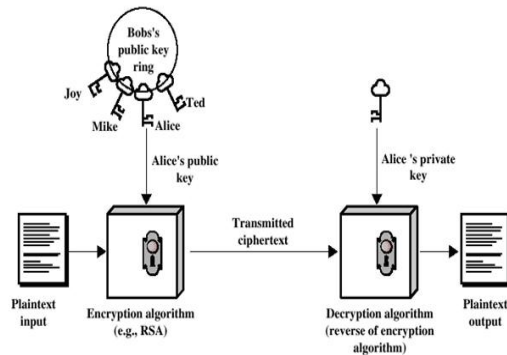 Bobs's
public key
ring
Joy
Ted
Mike
Alice
Alice's public
key
Alice 's private
key
Transmitted
ciphertext
Plaintext
input
Encryption algorithm
(e.g., RSA)
Decryption algorithm
(reverse of encryption
algorithm)
Plaintext
output